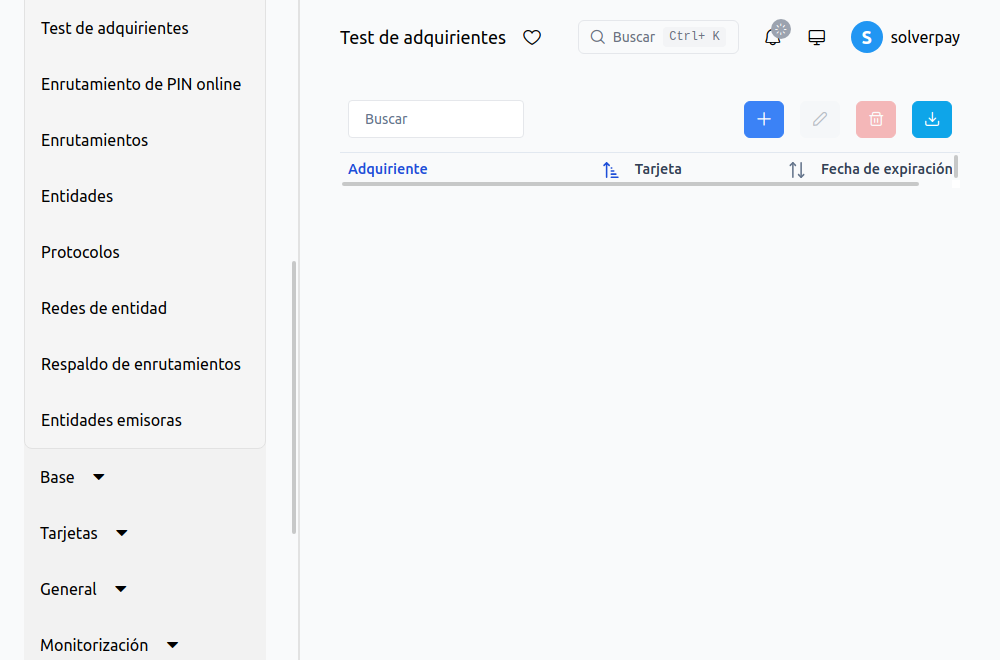 Test de adquirientes
Enrutamiento de PIN online
Enrutamientos
Entidades
Protocolos
Redes de entidad
Respaldo de enrutamientos
Entidades emisoras
Base
Tarjetas
General
Monitorización
Test de adquirientes
Buscar Ctrl+ K
S solverpay
Buscar
Adquiriente Tarjeta Fecha de expiración